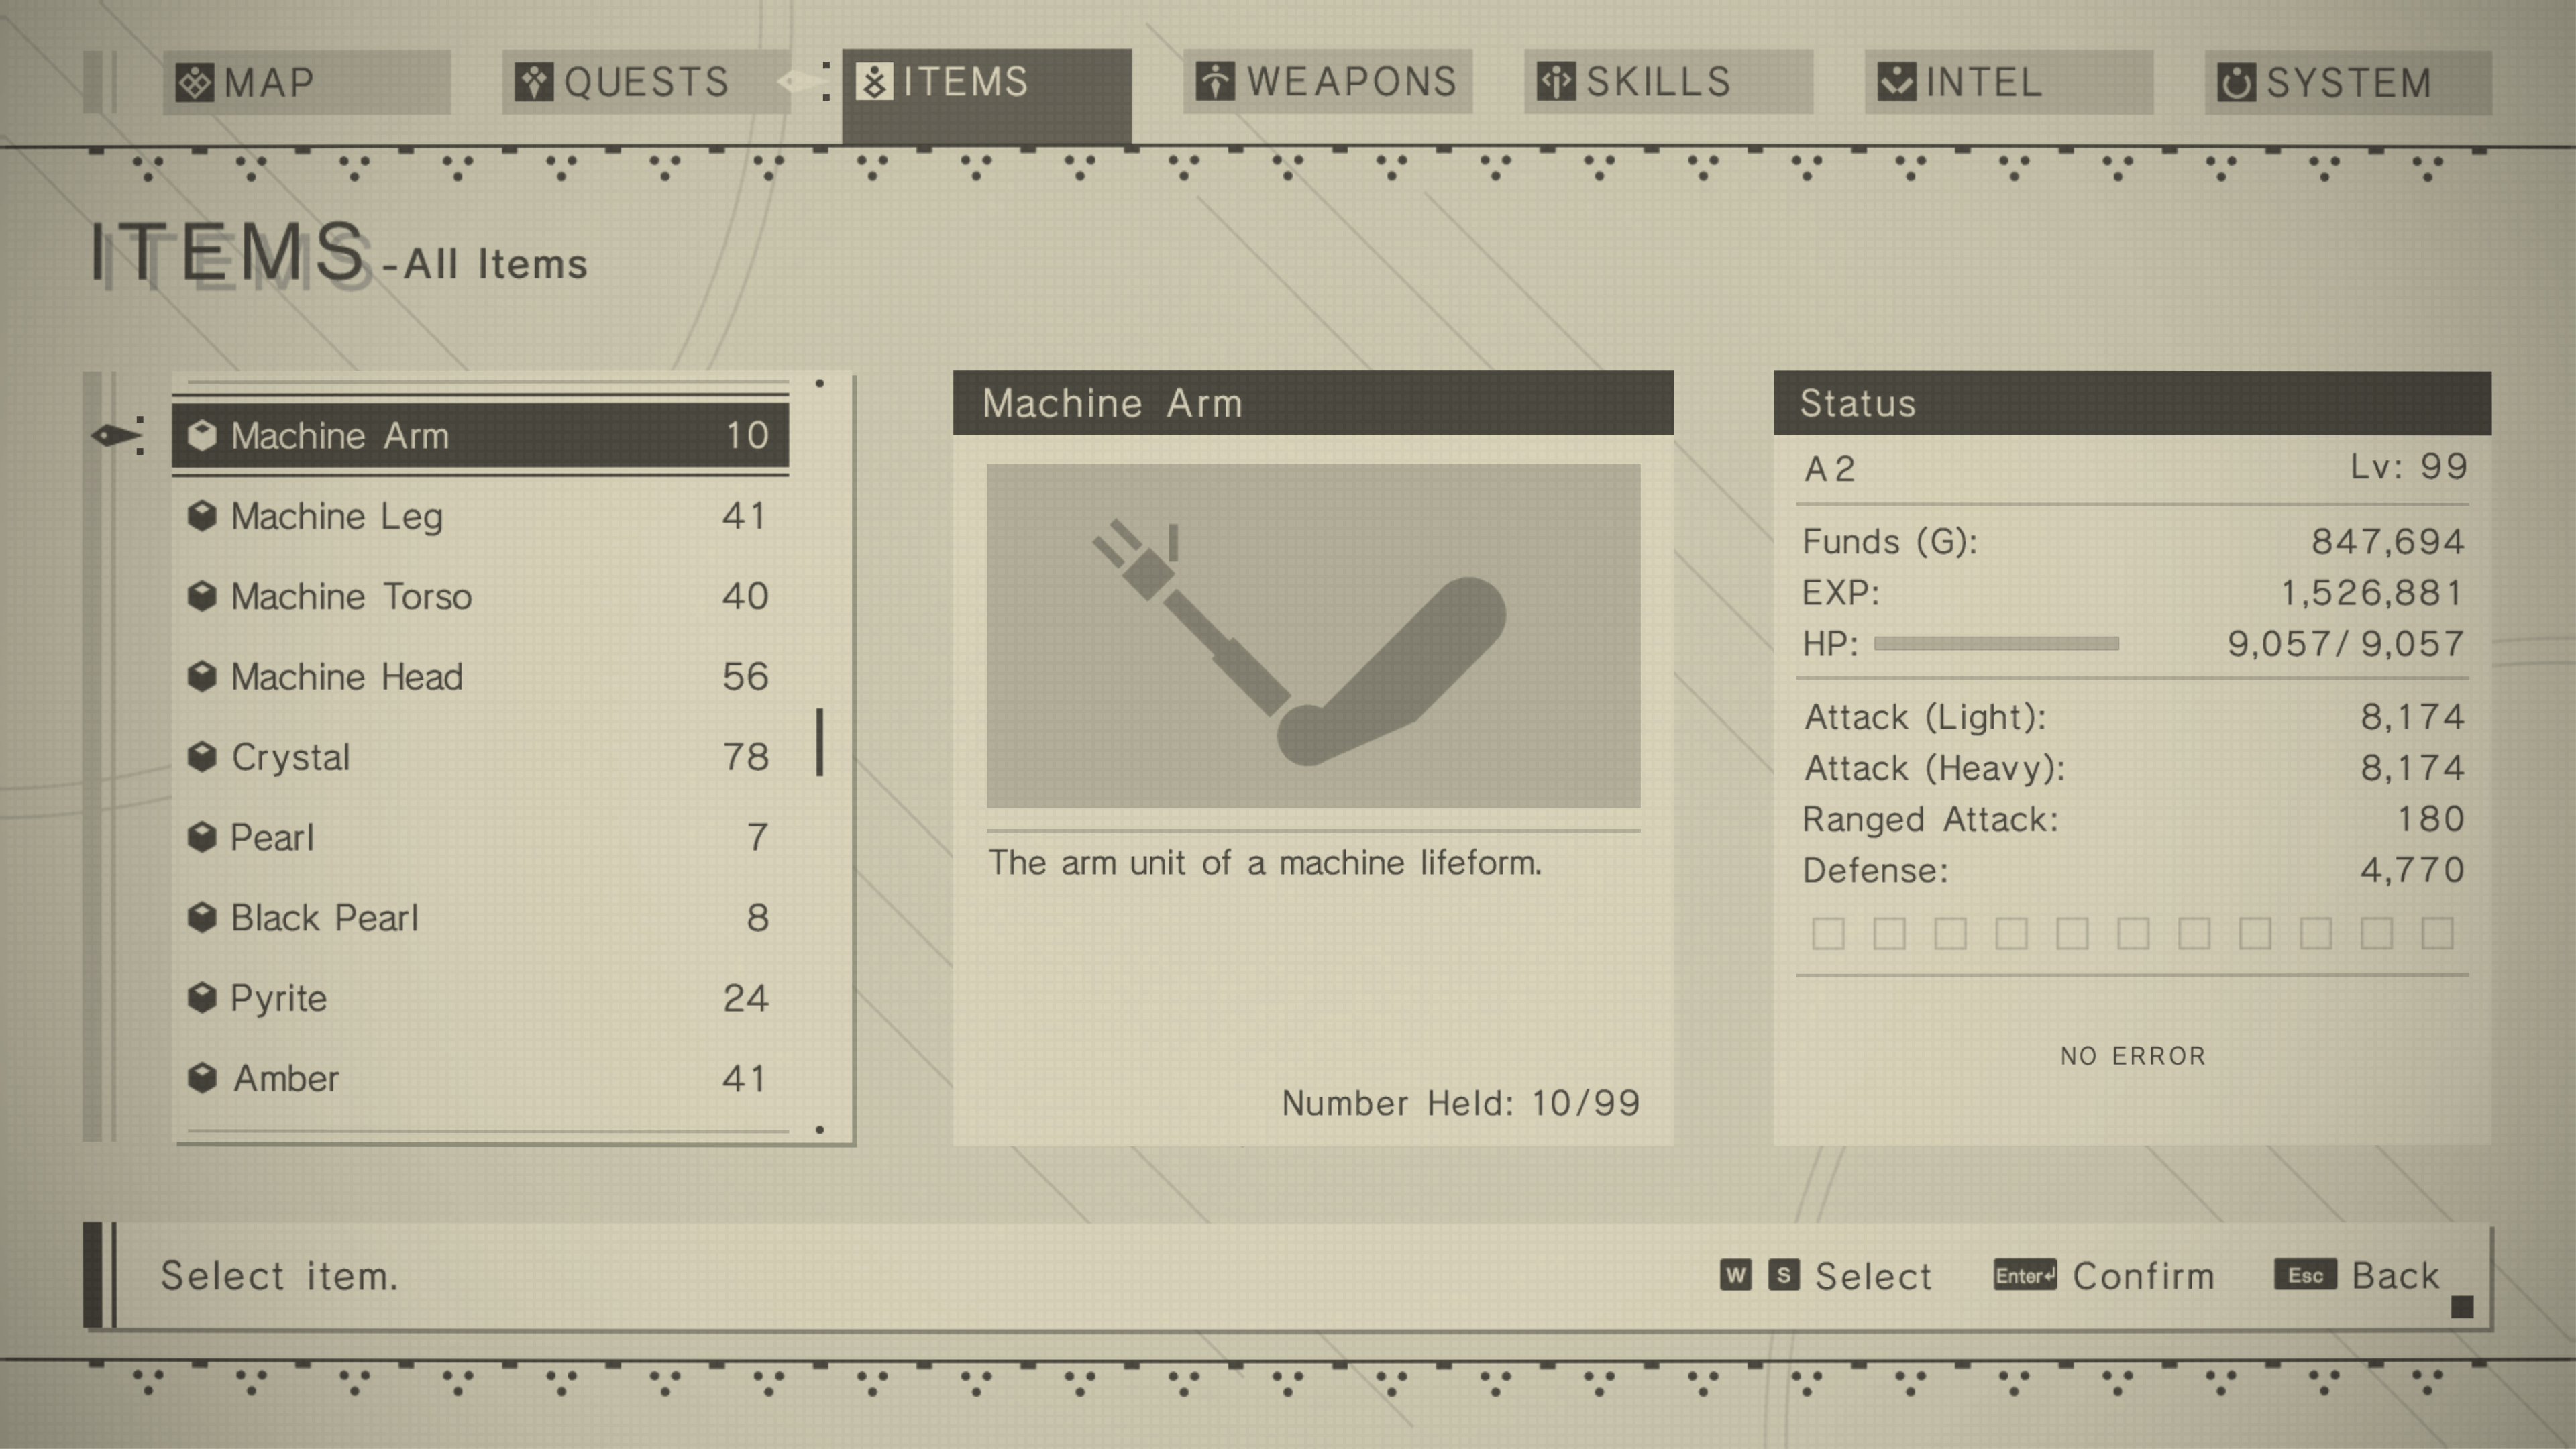 MAP QUESTS ITEMS WEAPONS SKILLS INTEL SYSTEM
ITEMS -All Items
Machine Arm 10
Machine Leg 41
Machine Torso 40
Machine Head 56
Crystal 78
Pearl 7
Black Pearl 8
Pyrite 24
Amber 41
Machine Arm
The arm unit of a machine lifeform.
Number Held: 10/99
Status
A2 Lv: 99
Funds (G): 847,694
EXP: 1,526,881
HP: 9,057/ 9,057
Attack (Light): 8,174
Attack (Heavy): 8,174
Ranged Attack: 180
Defense: 4,770
NO ERROR
Select item.
W S Select Enter↵ Confirm Esc Back